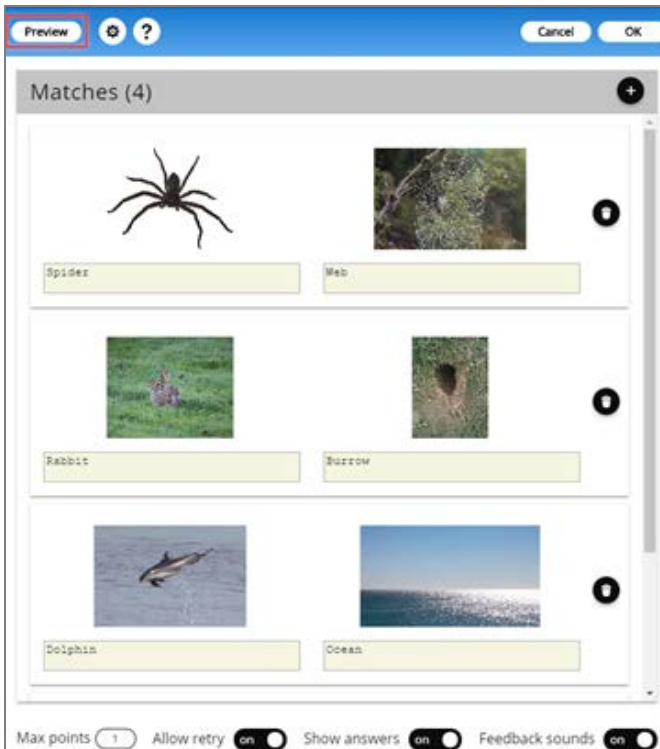 Preview ? Cancel OK
Matches (4) +
Spider Web
Rabbit Burrow
Dolphin Ocean
Max points 1 Allow retry on Show answers on Feedback sounds on